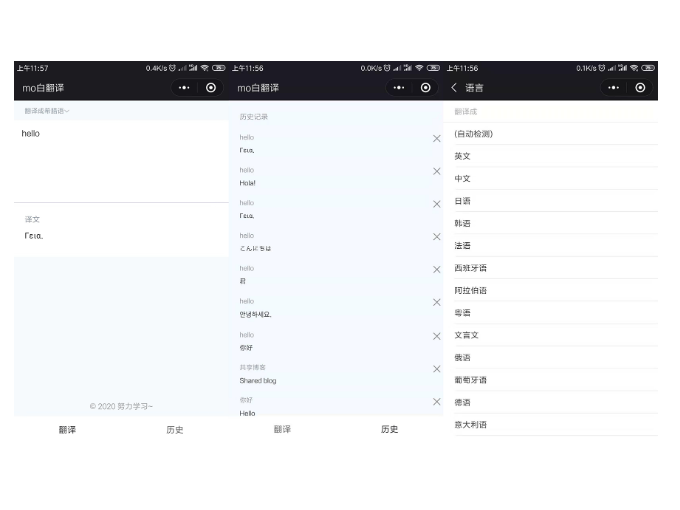 上午11:57
0.4K/s
mo白翻译
翻译成希腊语
hello
译文
Γεια.
© 2020 努力学习~
翻译
历史
上午11:56
0.0K/s
mo白翻译
历史记录
hello
Γεια.
hello
Hola!
hello
Γεια.
hello
こんにちは
hello
hello
안녕하세요.
hello
你好
共享博客
Shared blog
你好
Hello
翻译
历史
上午11:56
0.1K/s
语言
翻译成
(自动检测)
英文
中文
日语
韩语
法语
西班牙语
阿拉伯语
粤语
文言文
俄语
葡萄牙语
德语
意大利语